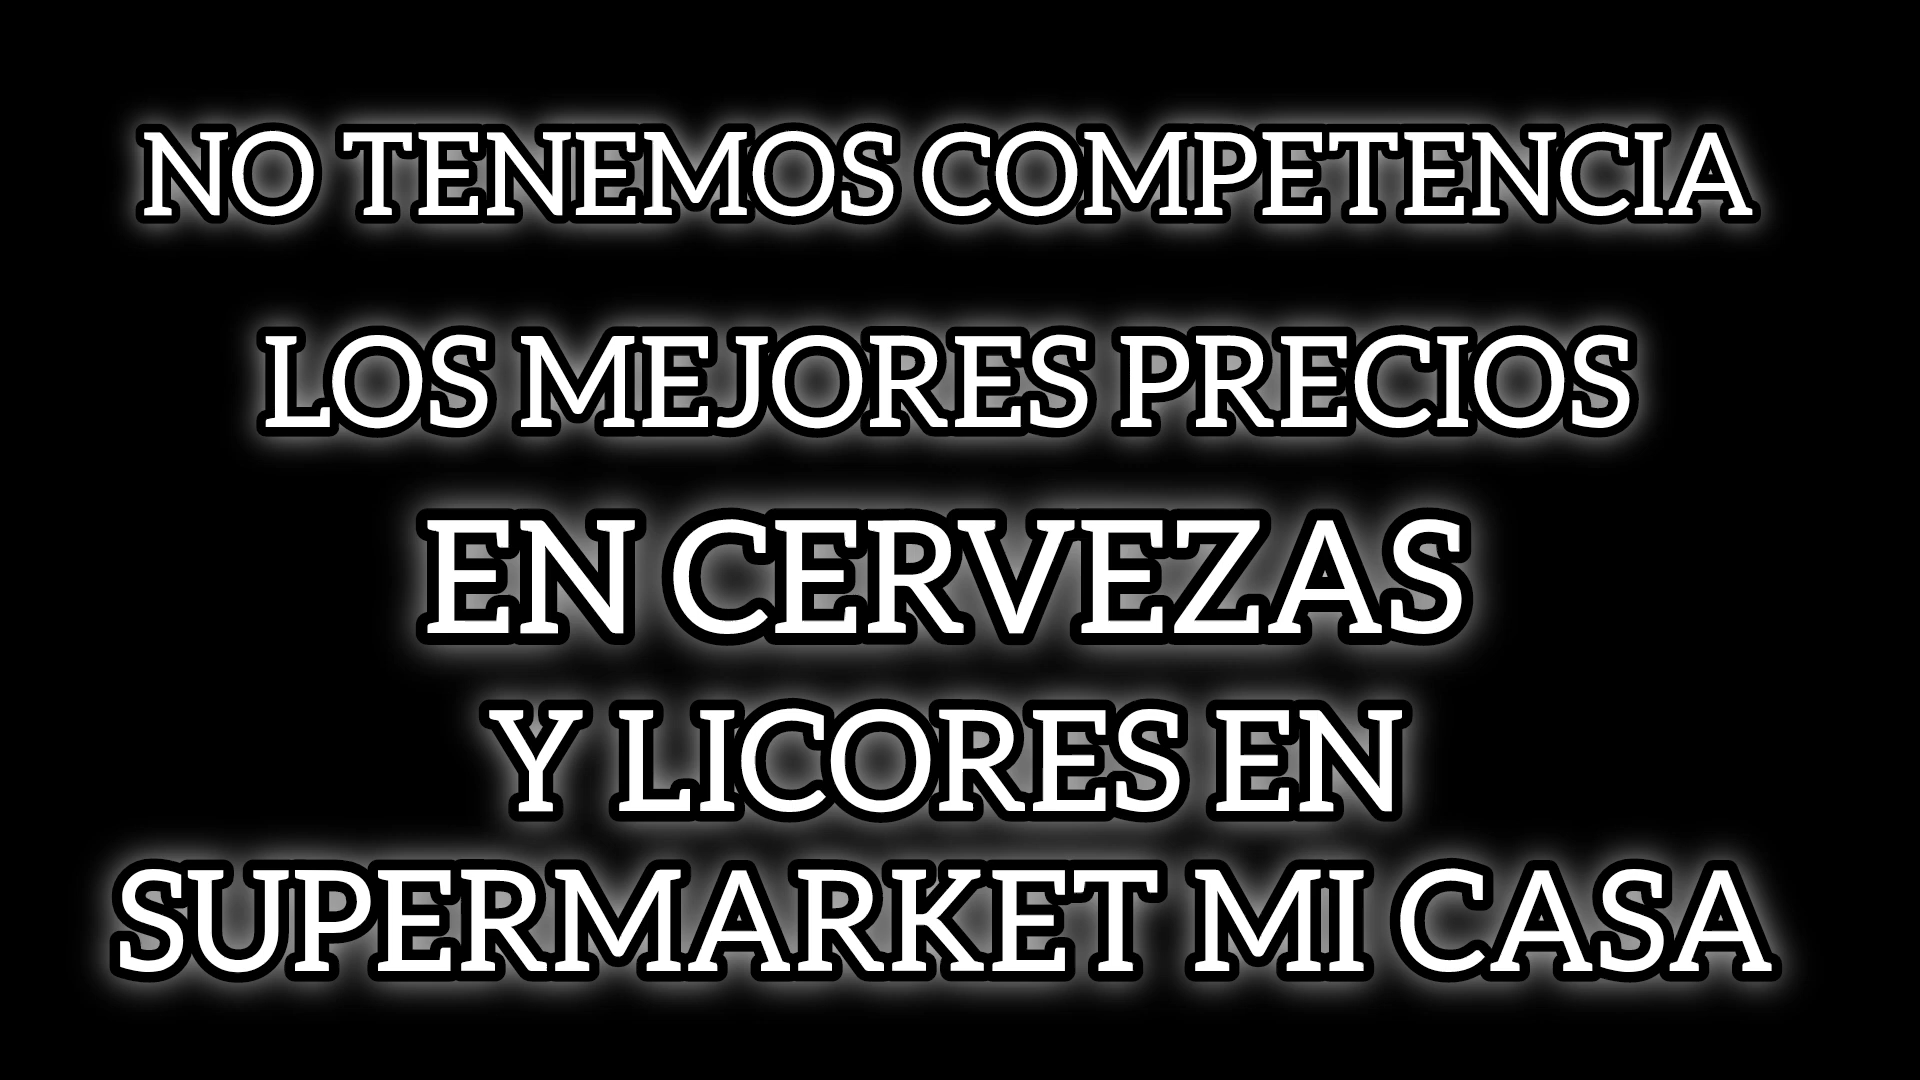 NO TENEMOS COMPETENCIA
LOS MEJORES PRECIOS
EN CERVEZAS
Y LICORES EN
SUPERMARKET MI CASA